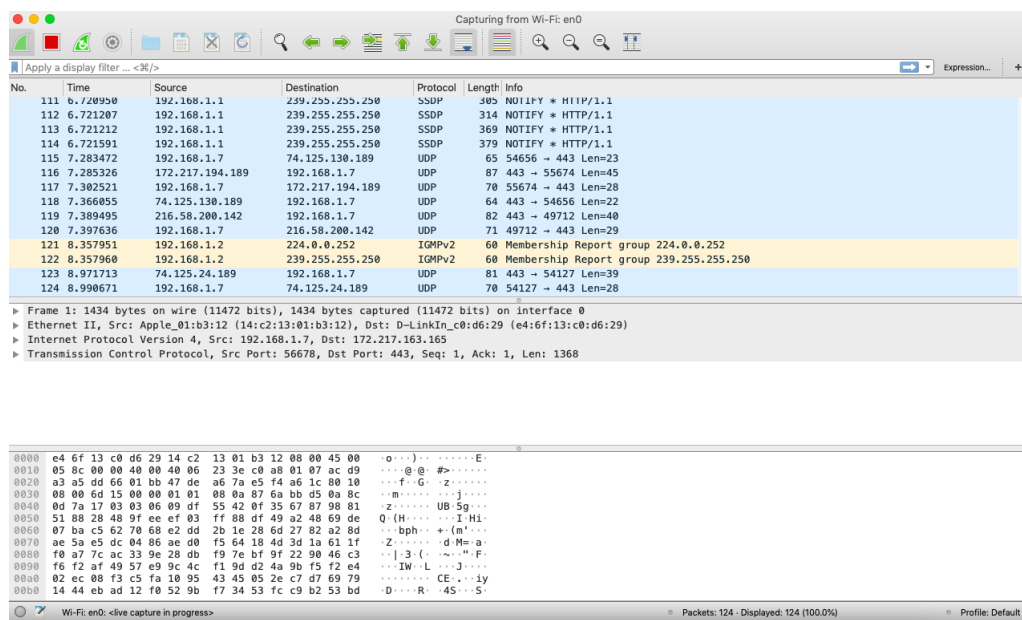 Capturing from Wi-Fi: en0
Apply a display filter ... <⌘/>
Expression... +
No. Time Source Destination Protocol Length Info
111 6.720950 192.168.1.1 239.255.255.250 SSDP 305 NOTIFY * HTTP/1.1
112 6.721207 192.168.1.1 239.255.255.250 SSDP 314 NOTIFY * HTTP/1.1
113 6.721212 192.168.1.1 239.255.255.250 SSDP 369 NOTIFY * HTTP/1.1
114 6.721591 192.168.1.1 239.255.255.250 SSDP 379 NOTIFY * HTTP/1.1
115 7.283472 192.168.1.7 74.125.130.189 UDP 65 54656 → 443 Len=23
116 7.285326 172.217.194.189 192.168.1.7 UDP 87 443 → 55674 Len=45
117 7.302521 192.168.1.7 172.217.194.189 UDP 70 55674 → 443 Len=28
118 7.366055 74.125.130.189 192.168.1.7 UDP 64 443 → 54656 Len=22
119 7.389495 216.58.200.142 192.168.1.7 UDP 82 443 → 49712 Len=40
120 7.397636 192.168.1.7 216.58.200.142 UDP 71 49712 → 443 Len=29
121 8.357951 192.168.1.2 224.0.0.252 IGMPv2 60 Membership Report group 224.0.0.252
122 8.357960 192.168.1.2 239.255.255.250 IGMPv2 60 Membership Report group 239.255.255.250
123 8.971713 74.125.24.189 192.168.1.7 UDP 81 443 → 54127 Len=39
124 8.990671 192.168.1.7 74.125.24.189 UDP 70 54127 → 443 Len=28
Frame 1: 1434 bytes on wire (11472 bits), 1434 bytes captured (11472 bits) on interface 0
Ethernet II, Src: Apple_01:b3:12 (14:c2:13:01:b3:12), Dst: D-LinkIn_c0:d6:29 (e4:6f:13:c0:d6:29)
Internet Protocol Version 4, Src: 192.168.1.7, Dst: 172.217.163.165
Transmission Control Protocol, Src Port: 56678, Dst Port: 443, Seq: 1, Ack: 1, Len: 1368
0000 e4 6f 13 c0 d6 29 14 c2 13 01 b3 12 08 00 45 00 ·o···)·· ······E·
0010 05 8c 00 00 40 00 40 06 23 3e c0 a8 01 07 ac d9 ····@·@· #>······
0020 a3 a5 dd 66 01 bb 47 de a6 7a e5 f4 a6 1c 80 10 ···f··G· ·z······
0030 08 00 6d 15 00 00 01 01 08 0a 87 6a bb d5 0a 8c ··m····· ···j····
0040 0d 7a 17 03 03 06 09 df 55 42 0f 35 67 87 98 81 ·z······ UB·5g···
0050 51 88 28 48 9f ee ef 03 ff 88 df 49 a2 48 69 de Q·(H···· ···I·Hi·
0060 07 ba c5 62 70 68 e2 dd 2b 1e 28 6d 27 82 a2 8d ···bph·· +·(m'···
0070 ae 5a e5 dc 04 86 ae d0 f5 64 18 4d 3d 1a 61 1f ·Z······ ·d·M=·a·
0080 f0 a7 7c ac 33 9e 28 db f9 7e bf 9f 22 90 46 c3 ··|·3·(· ·~··"·F·
0090 f6 f2 af 49 57 e9 9c 4c f1 9d d2 4a 9b f5 f2 e4 ···IW··L ···J····
00a0 02 ec 08 f3 c5 fa 10 95 43 45 05 2e c7 d7 69 79 ········ CE·.··iy
00b0 14 44 eb ad 12 f0 52 9b f7 34 53 fc c9 b2 53 bd ·D····R· ·4S···S·
Wi-Fi: en0: <live capture in progress> Packets: 124 · Displayed: 124 (100.0%) Profile: Default